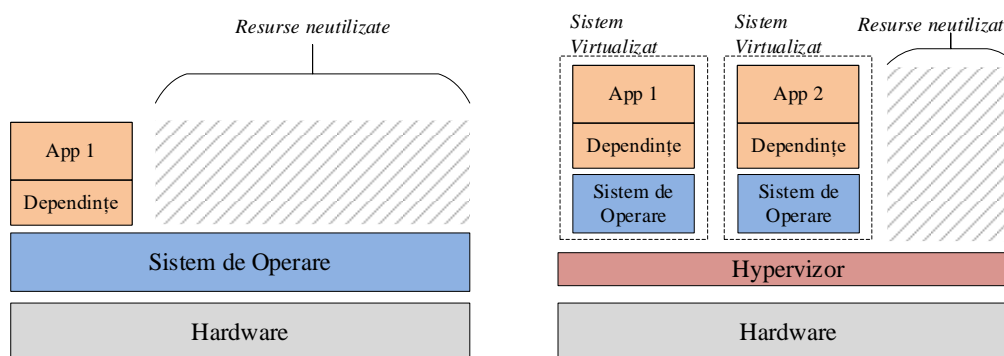 Resurse neutilizate
App 1
Dependințe
Sistem de Operare
Hardware
Sistem
Virtualizat
Sistem
Virtualizat
Resurse neutilizat
App 1
Dependințe
Sistem de
Operare
App 2
Dependințe
Sistem de
Operare
Hypervizor
Hardware